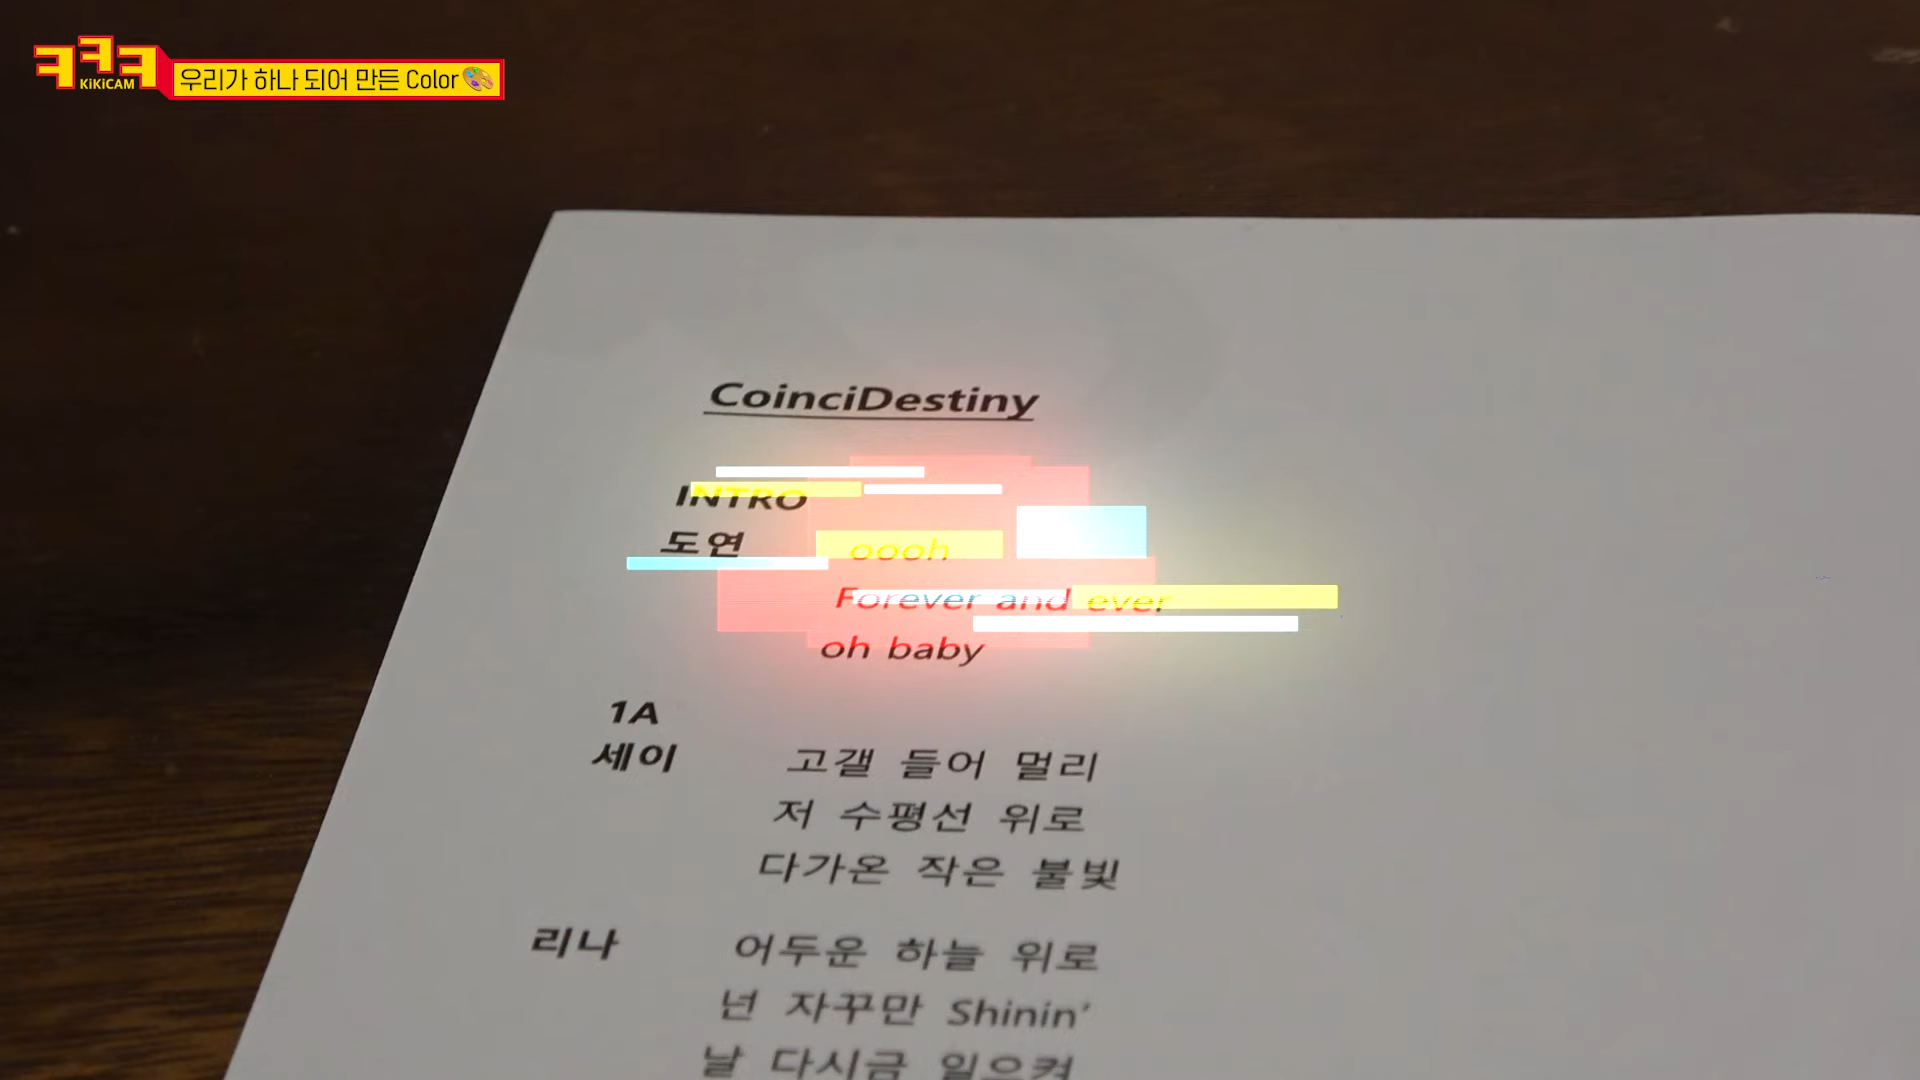 ㅋㅋㅋ
KiKiCAM
우리가 하나 되어 만든 Color
CoinciDestiny
INTRO
도연 oooh
Forever and ever
oh baby
1A
세이 고갤 들어 멀리
저 수평선 위로
다가온 작은 불빛
리나 어두운 하늘 위로
넌 자꾸만 Shinin'
날 다시금 일으켜